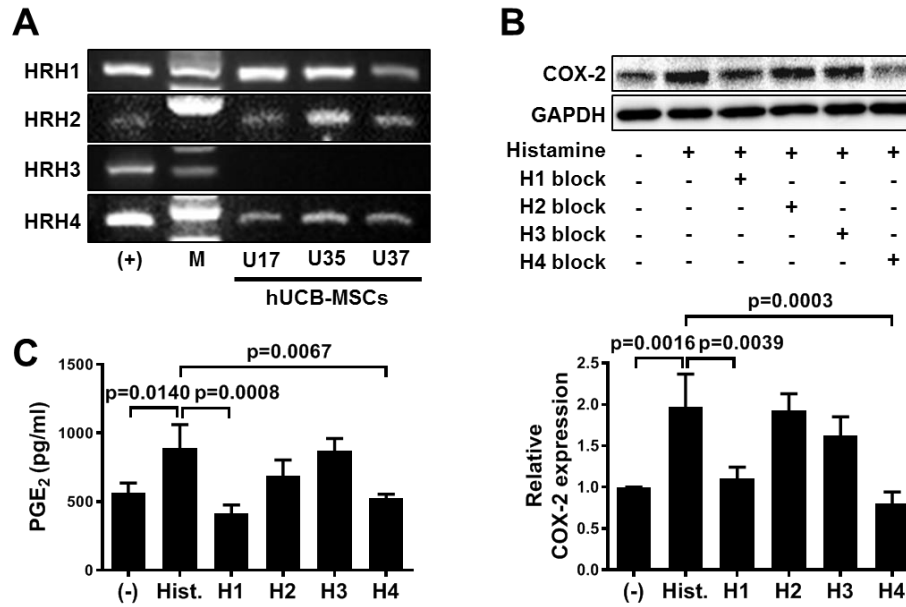 A
HRH1
HRH2
HRH3
HRH4
(+) M U17 U35 U37
hUCB-MSCs
B
COX-2
GAPDH
Histamine - + + + + +
H1 block - - + - - -
H2 block - - - + - -
H3 block - - - - + -
H4 block - - - - - +
p=0.0003
p=0.0016 p=0.0039
Relative
COX-2 expression
2.5
2.0
1.5
1.0
0.5
0.0
(-) Hist. H1 H2 H3 H4
C
p=0.0067
p=0.0140 p=0.0008
PGE₂ (pg/ml)
1500
1000
500
0
(-) Hist. H1 H2 H3 H4